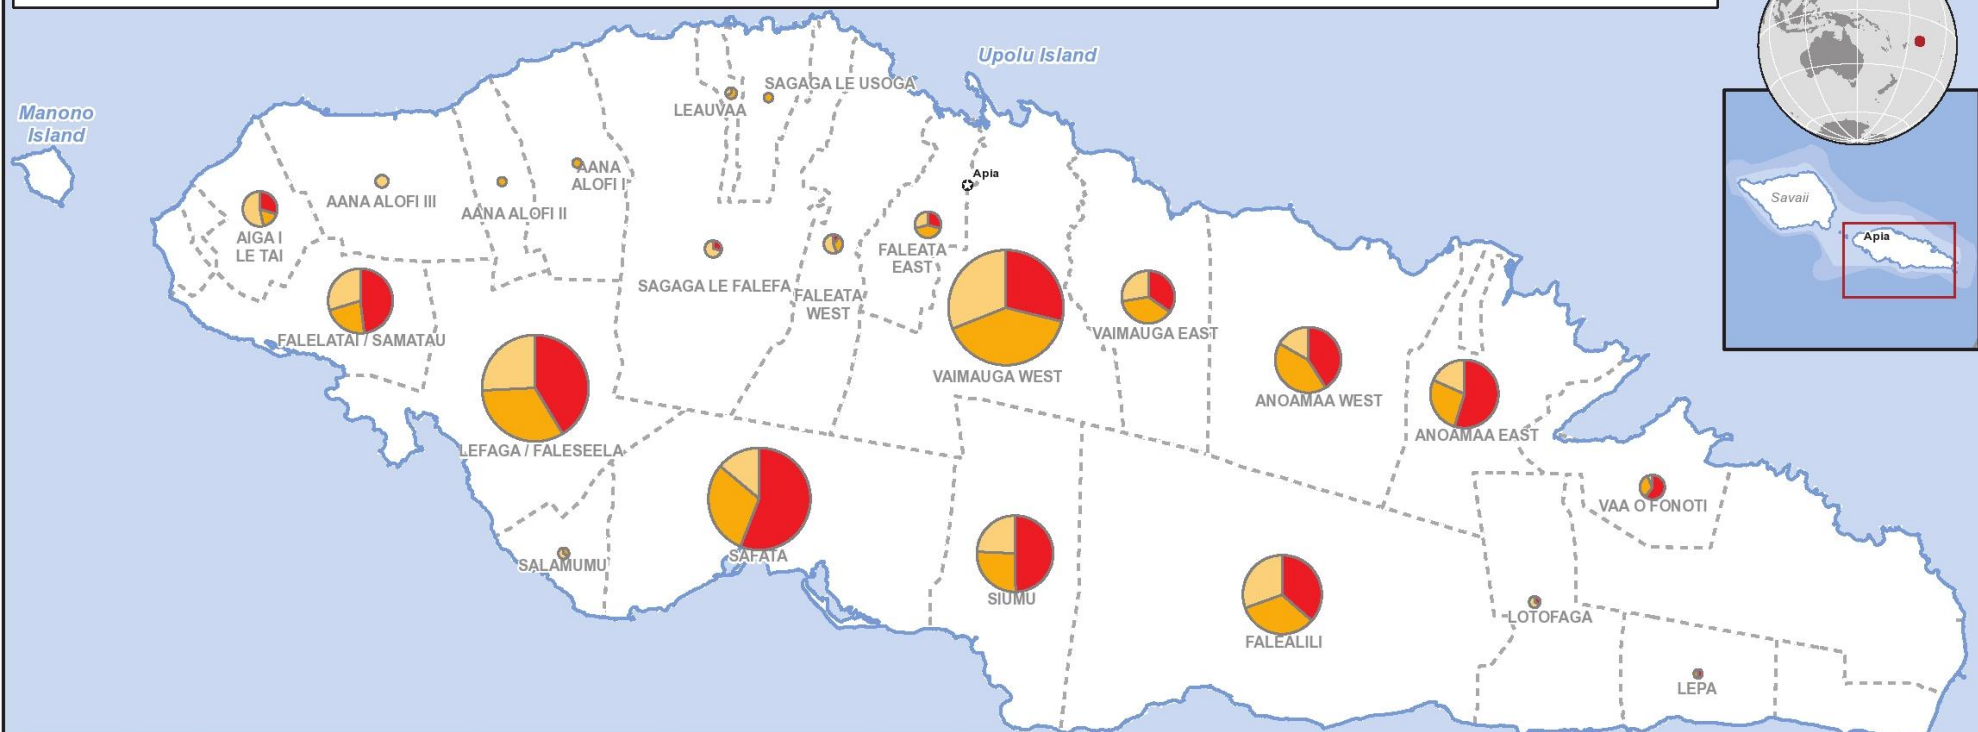 Upolu Island
Manono
Island
SAGAGA LE USOGA
LEAUVAA
Apia
AANA
ALOFI I
AANA ALOFI III
AANA ALOFI II
AIGA I
LE TAI
FALEATA
EAST
SAGAGA LE FALEFA
FALEATA
WEST
FALELATAI / SAMATAU
VAIMAUGA EAST
VAIMAUGA WEST
ANOAMAA WEST
ANOAMAA EAST
LEFAGA / FALESEELA
VAA O FONOTI
SAFATA
SALAMUMU
SIUMU
LOTOFAGA
FALEALILI
LEPA
Savaii
Apia